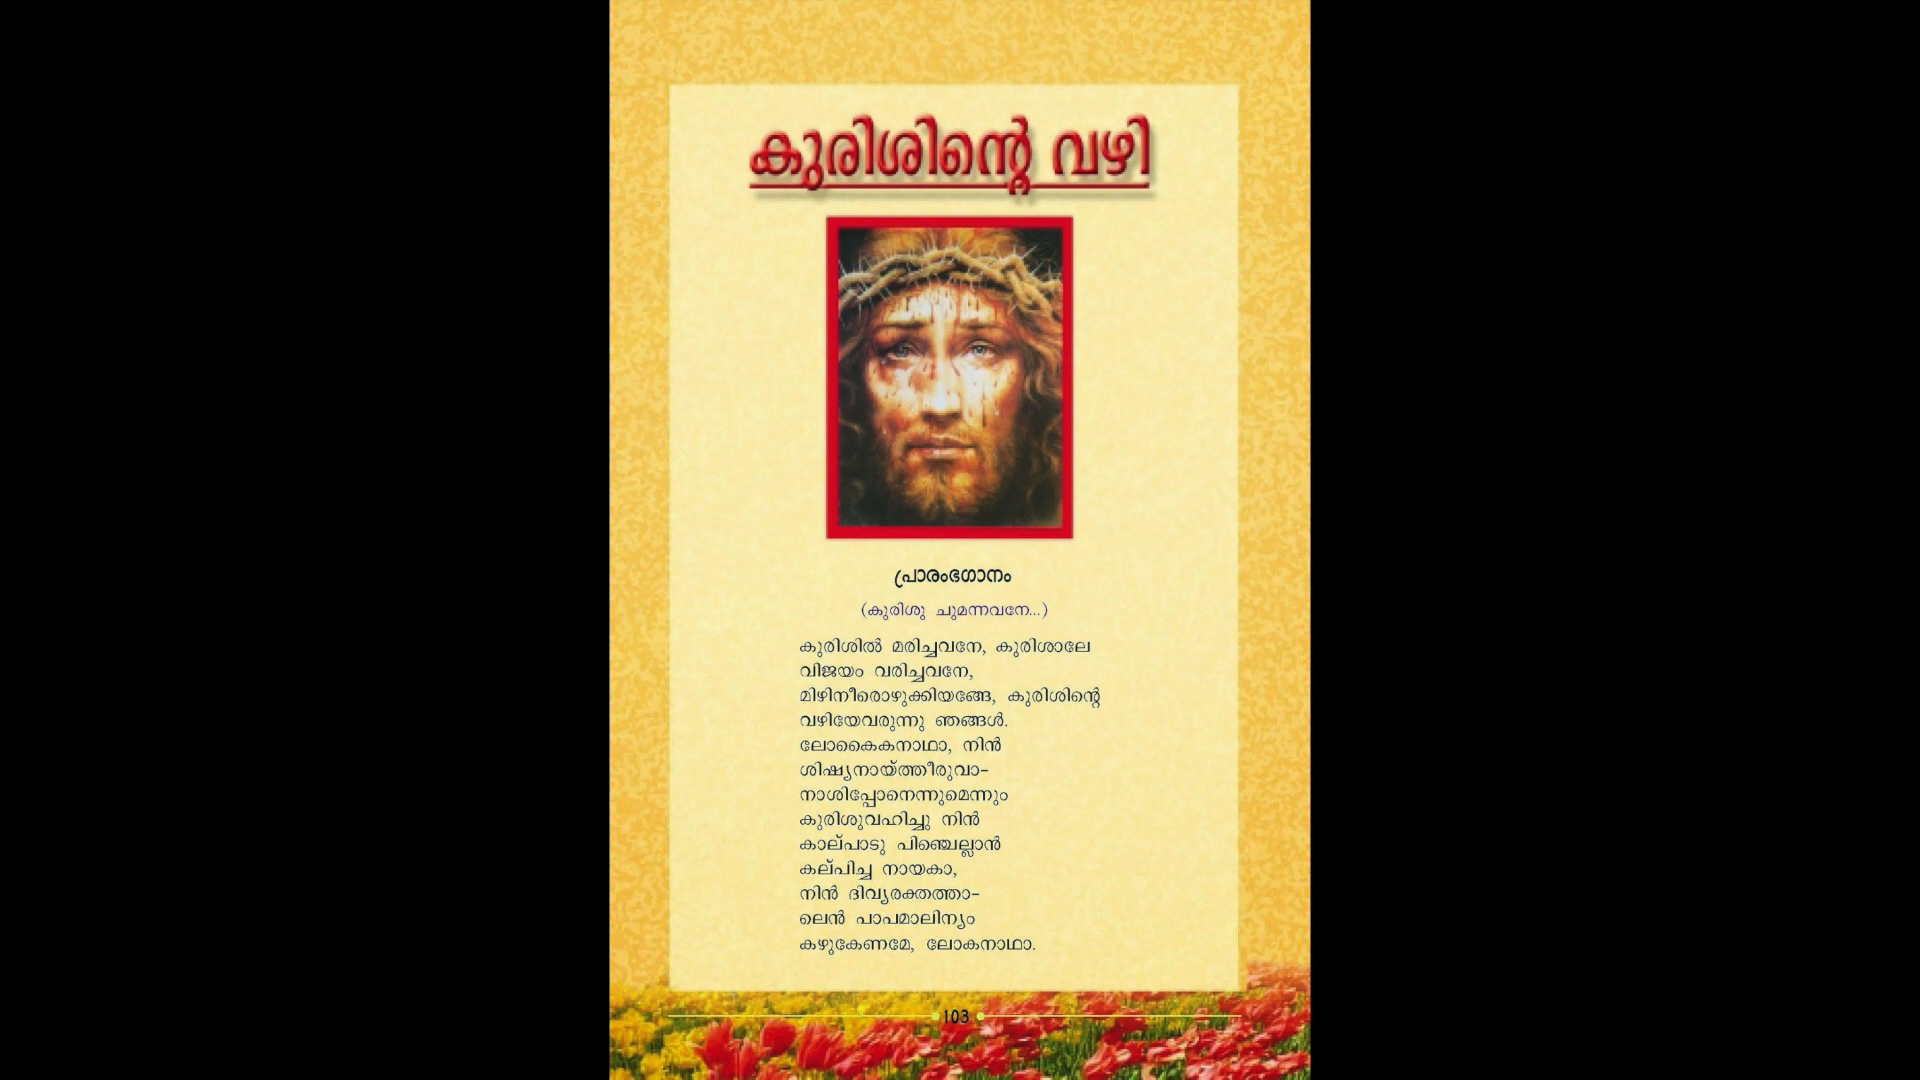 കുരിശിന്റെ വഴി
പ്രാരംഭഗാനം
(കുരിശു ചുമന്നവനേ...)
കുരിശിൽ മരിച്ചവനേ, കുരിശാലേ
വിജയം വരിച്ചവനേ,
മിഴിനീരൊഴുക്കിയങ്ങേ, കുരിശിന്റെ
വഴിയേവരുന്നു ഞങ്ങൾ.
ലോകൈകനാഥാ, നിൻ
ശിഷ്യനായ്ത്തീരുവാ-
നാശിപ്പോനെന്നുമെന്നും
കുരിശുവഹിച്ചു നിൻ
കാല്പാടു പിഞ്ചെല്ലാൻ
കല്പിച്ച നായകാ,
നിൻ ദിവ്യരക്തത്താ-
ലെൻ പാപമാലിന്യം
കഴുകേണമേ, ലോകനാഥാ.
103